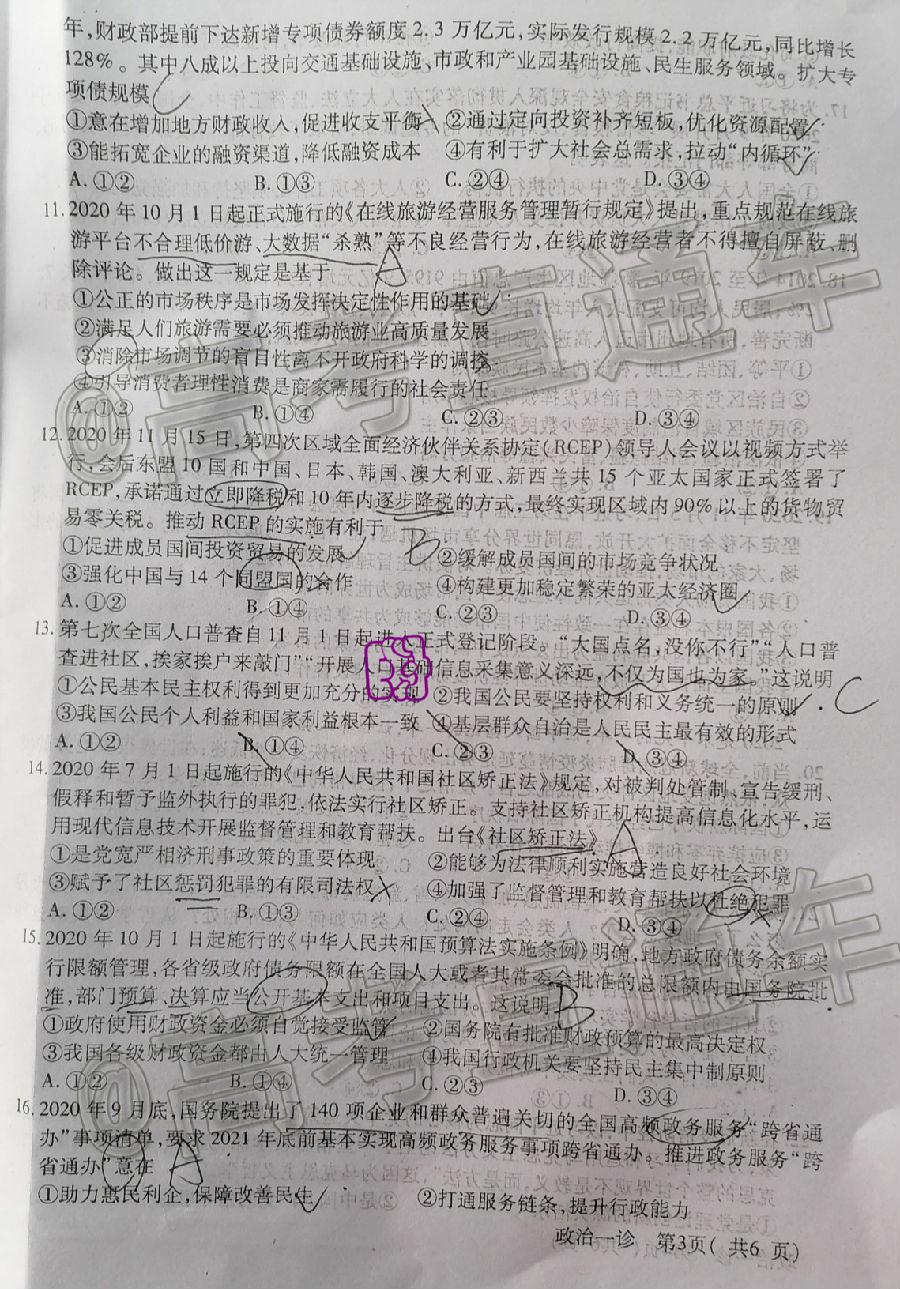 年,财政部提前下达新增专项债券额度2.3万亿元,实际发行规模2.2万亿元,同比增长
128%。其中八成以上投向交通基础设施、市政和产业园基础设施、民生服务领域。扩大专
项债规模 C
①意在增加地方财政收入,促进收支平衡 ②通过定向投资补齐短板,优化资源配置
③能拓宽企业的融资渠道,降低融资成本 ④有利于扩大社会总需求,拉动“内循环”
A. ①② B. ①③ C. ②④ D. ③④
11. 2020年10月1日起正式施行的《在线旅游经营服务管理暂行规定》提出,重点规范在线旅
游平台不合理低价游、大数据“杀熟”等不良经营行为,在线旅游经营者不得擅自屏蔽、删
除评论。做出这一规定是基于 A
①公正的市场秩序是市场发挥决定性作用的基础
②满足人们旅游需要必须推动旅游业高质量发展
③消除市场调节的盲目性离不开政府科学的调控
④引导消费者理性消费是商家需履行的社会责任
A. ①② B. ①④ C. ②③ D. ③④
12. 2020年11月15日,第四次区域全面经济伙伴关系协定(RCEP)领导人会议以视频方式举
行,会后东盟10国和中国、日本、韩国、澳大利亚、新西兰共15个亚太国家正式签署了
RCEP,承诺通过立即降税和10年内逐步降税的方式,最终实现区域内90%以上的货物贸
易零关税。推动RCEP的实施有利于 B
①促进成员国间投资贸易的发展 ②缓解成员国间的市场竞争状况
③强化中国与14个同盟国的合作 ④构建更加稳定繁荣的亚太经济圈
A. ①② B. ①④ C. ②③ D. ③④
13. 第七次全国人口普查自11月1日起进入正式登记阶段。“大国点名,没你不行”“人口普
查进社区,挨家挨户来敲门”“开展人口基础信息采集意义深远,不仅为国也为家。”这说明
①公民基本民主权利得到更加充分的实现 ②我国公民要坚持权利和义务统一的原则 C
③我国公民个人利益和国家利益根本一致 ④基层群众自治是人民民主最有效的形式
A. ①② B. ①④ C. ②③ D. ③④
14. 2020年7月1日起施行的《中华人民共和国社区矫正法》规定,对被判处管制、宣告缓刑、
假释和暂予监外执行的罪犯,依法实行社区矫正。支持社区矫正机构提高信息化水平,运
用现代信息技术开展监督管理和教育帮扶。出台《社区矫正法》 A
①是党宽严相济刑事政策的重要体现 ②能够为法律顺利实施营造良好社会环境
③赋予了社区惩罚犯罪的有限司法权 ④加强了监督管理和教育帮扶以杜绝犯罪
A. ①② B. ①③ C. ②④ D. ③④
15. 2020年10月1日起施行的《中华人民共和国预算法实施条例》明确,地方政府债务余额实
行限额管理,各省级政府债务限额在全国人大或者其常委会批准的总限额内由国务院批
准,部门预算、决算应当公开基本支出和项目支出。这说明 B
①政府使用财政资金必须自觉接受监管 ②国务院有批准财政预算的最高决定权
③我国各级财政资金都由人大统一管理 ④我国行政机关要坚持民主集中制原则
A. ①② B. ①④ C. ②③ D. ③④
16. 2020年9月底,国务院提出了140项企业和群众普遍关切的全国高频政务服务“跨省通
办”事项清单,要求2021年底前基本实现高频政务服务事项跨省通办。推进政务服务“跨
省通办”意在 A
①助力惠民利企,保障改善民生 ②打通服务链条,提升行政能力
政治一诊 第3页( 共6 页)
@高考直通车
@高考直通车